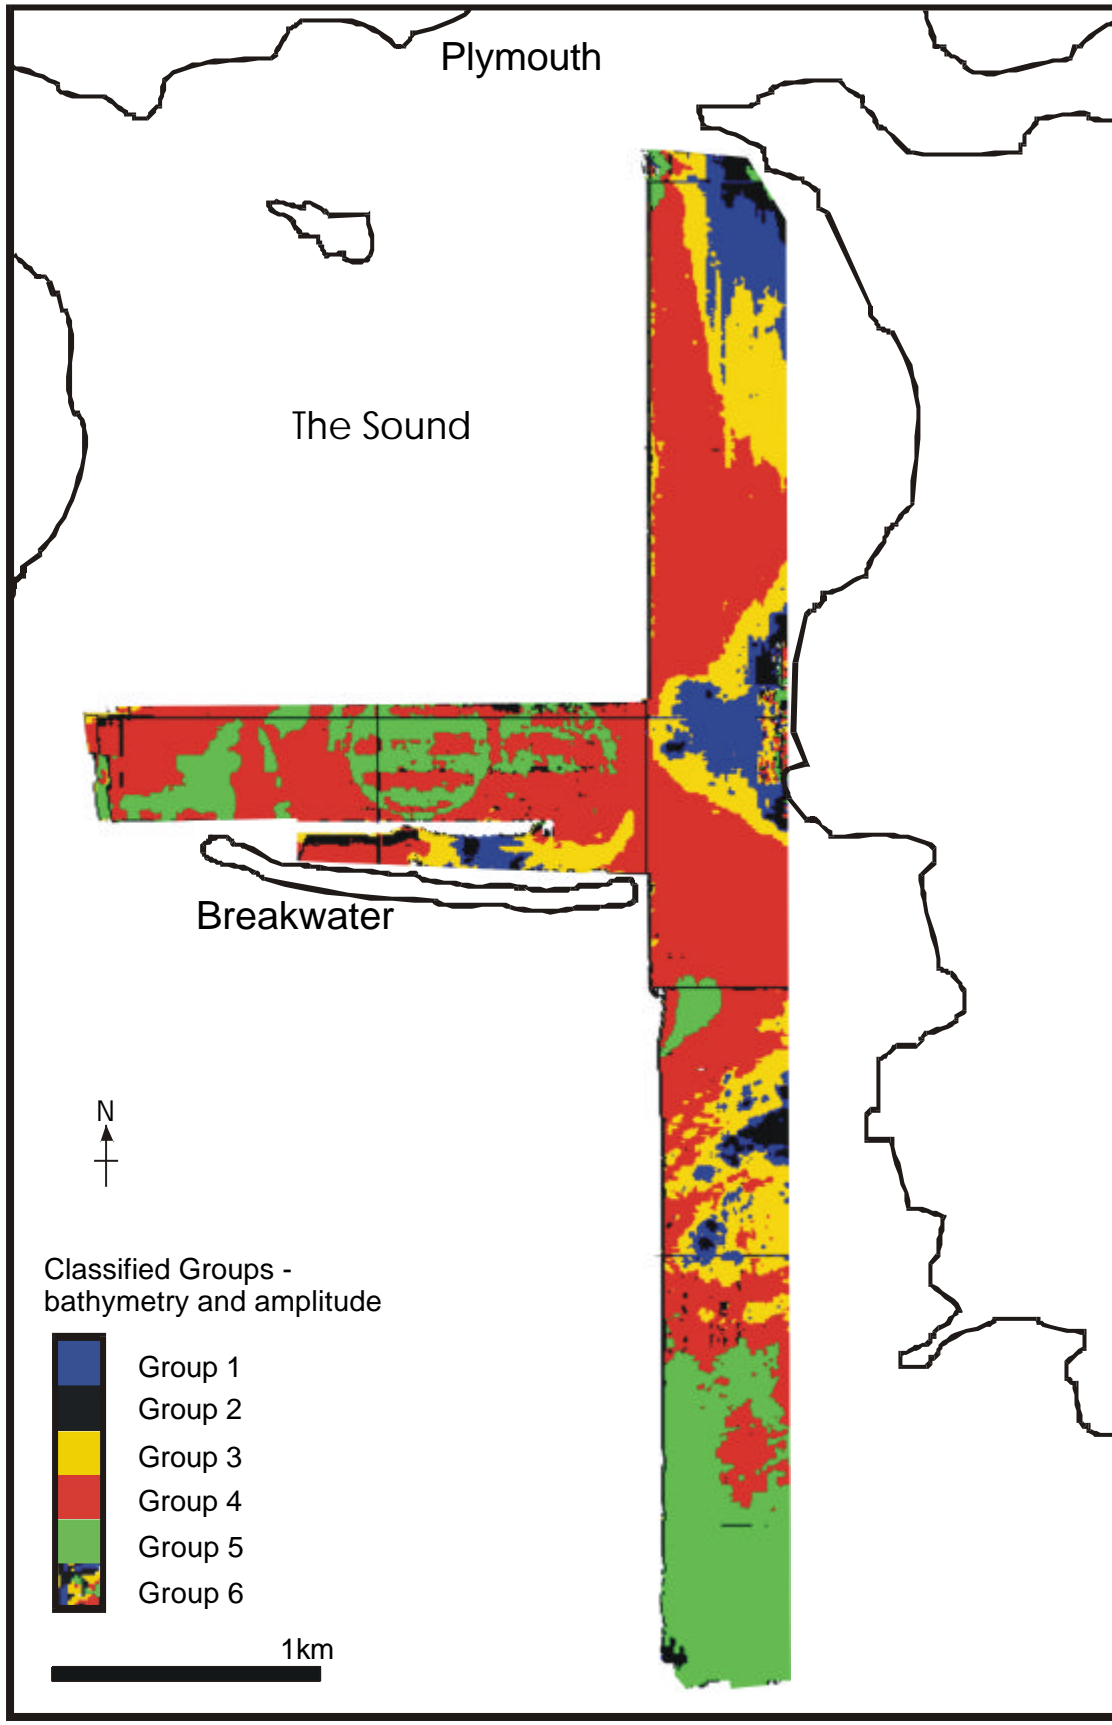 Plymouth
The Sound
Breakwater
N
Classified Groups -
bathymetry and amplitude
Group 1
Group 2
Group 3
Group 4
Group 5
Group 6
1km